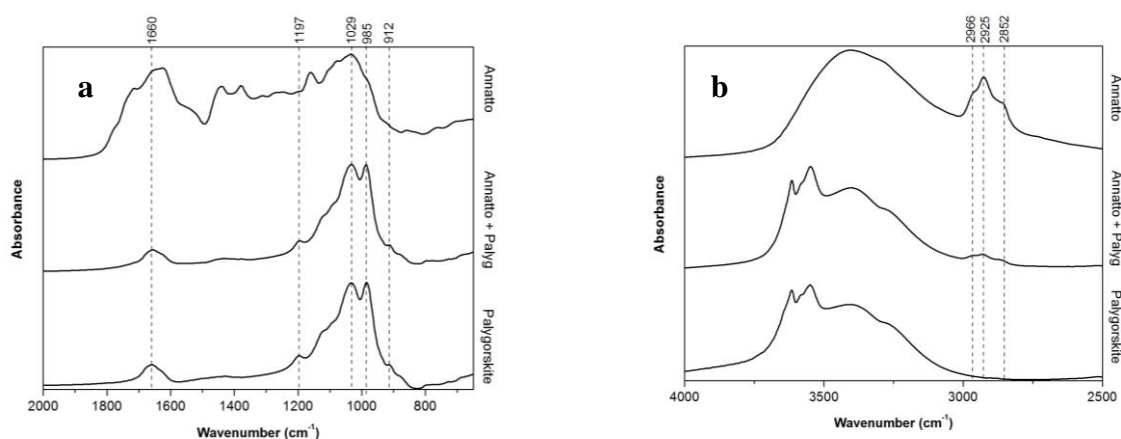 1660
1197
1029
985
912
a
Annatto
Annatto + Palyg
Palygorskite
Absorbance
2000
1600
1400
1200
1000
800
Wavenumber (cm⁻¹)
2966
2925
2852
b
Annatto
Annatto + Palyg
Palygorskite
Absorbance
4000
3500
3000
2500
Wavenumber (cm⁻¹)